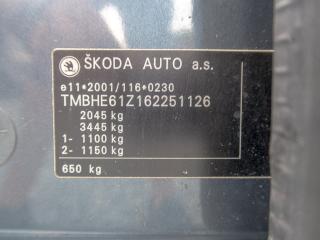 ŠKODA AUTO a.s.
e11*2001/116*0230
TMBHE61Z162251126
2045 kg
3445 kg
1- 1100 kg
2- 1150 kg
650 kg